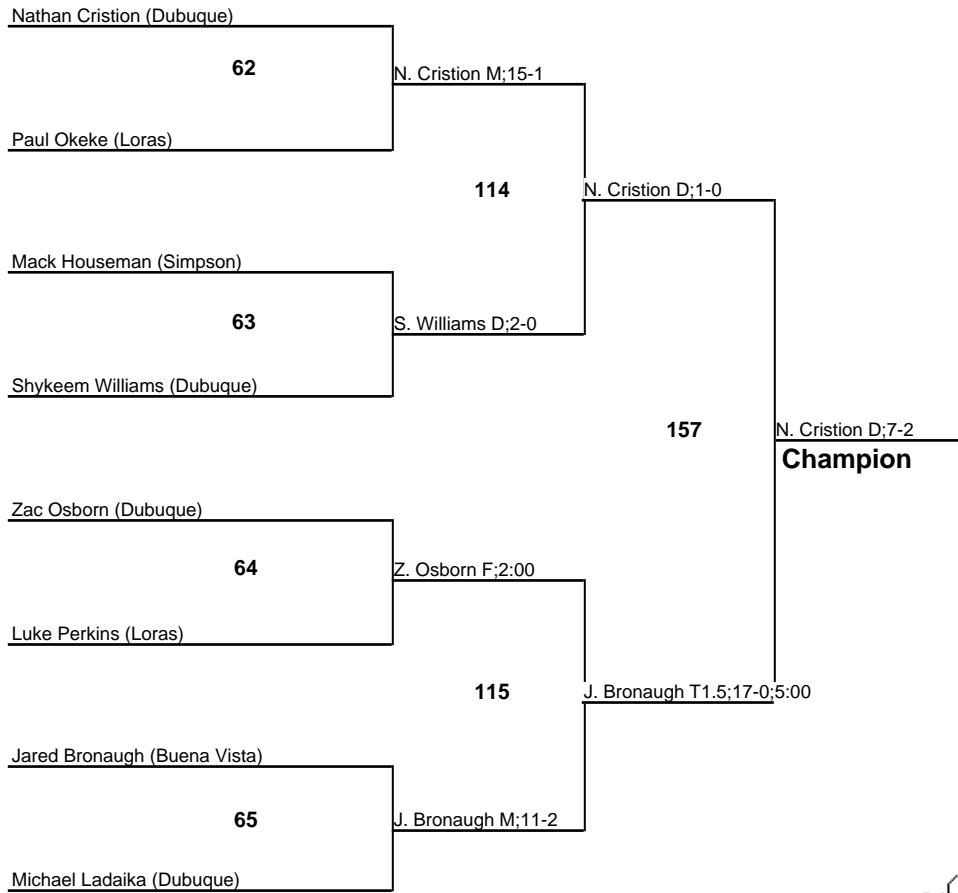 Nathan Cristion (Dubuque)
62
N. Cristion M;15-1
Paul Okeke (Loras)
114
N. Cristion D;1-0
Mack Houseman (Simpson)
63
S. Williams D;2-0
Shykeem Williams (Dubuque)
157
N. Cristion D;7-2
Champion
Zac Osborn (Dubuque)
64
Z. Osborn F;2:00
Luke Perkins (Loras)
115
J. Bronaugh T1.5;17-0;5:00
Jared Bronaugh (Buena Vista)
65
J. Bronaugh M;11-2
Michael Ladaika (Dubuque)